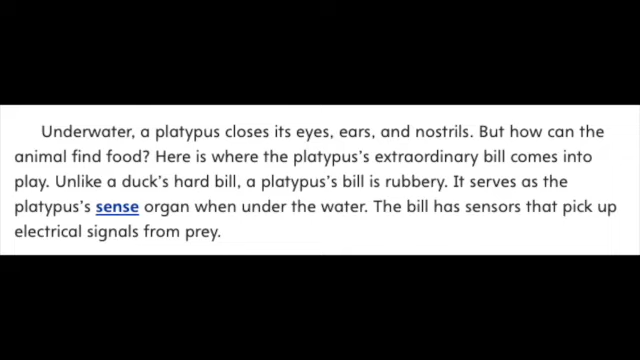 Underwater, a platypus closes its eyes, ears, and nostrils. But how can the
animal find food? Here is where the platypus's extraordinary bill comes into
play. Unlike a duck's hard bill, a platypus's bill is rubbery. It serves as the
platypus's sense organ when under the water. The bill has sensors that pick up
electrical signals from prey.